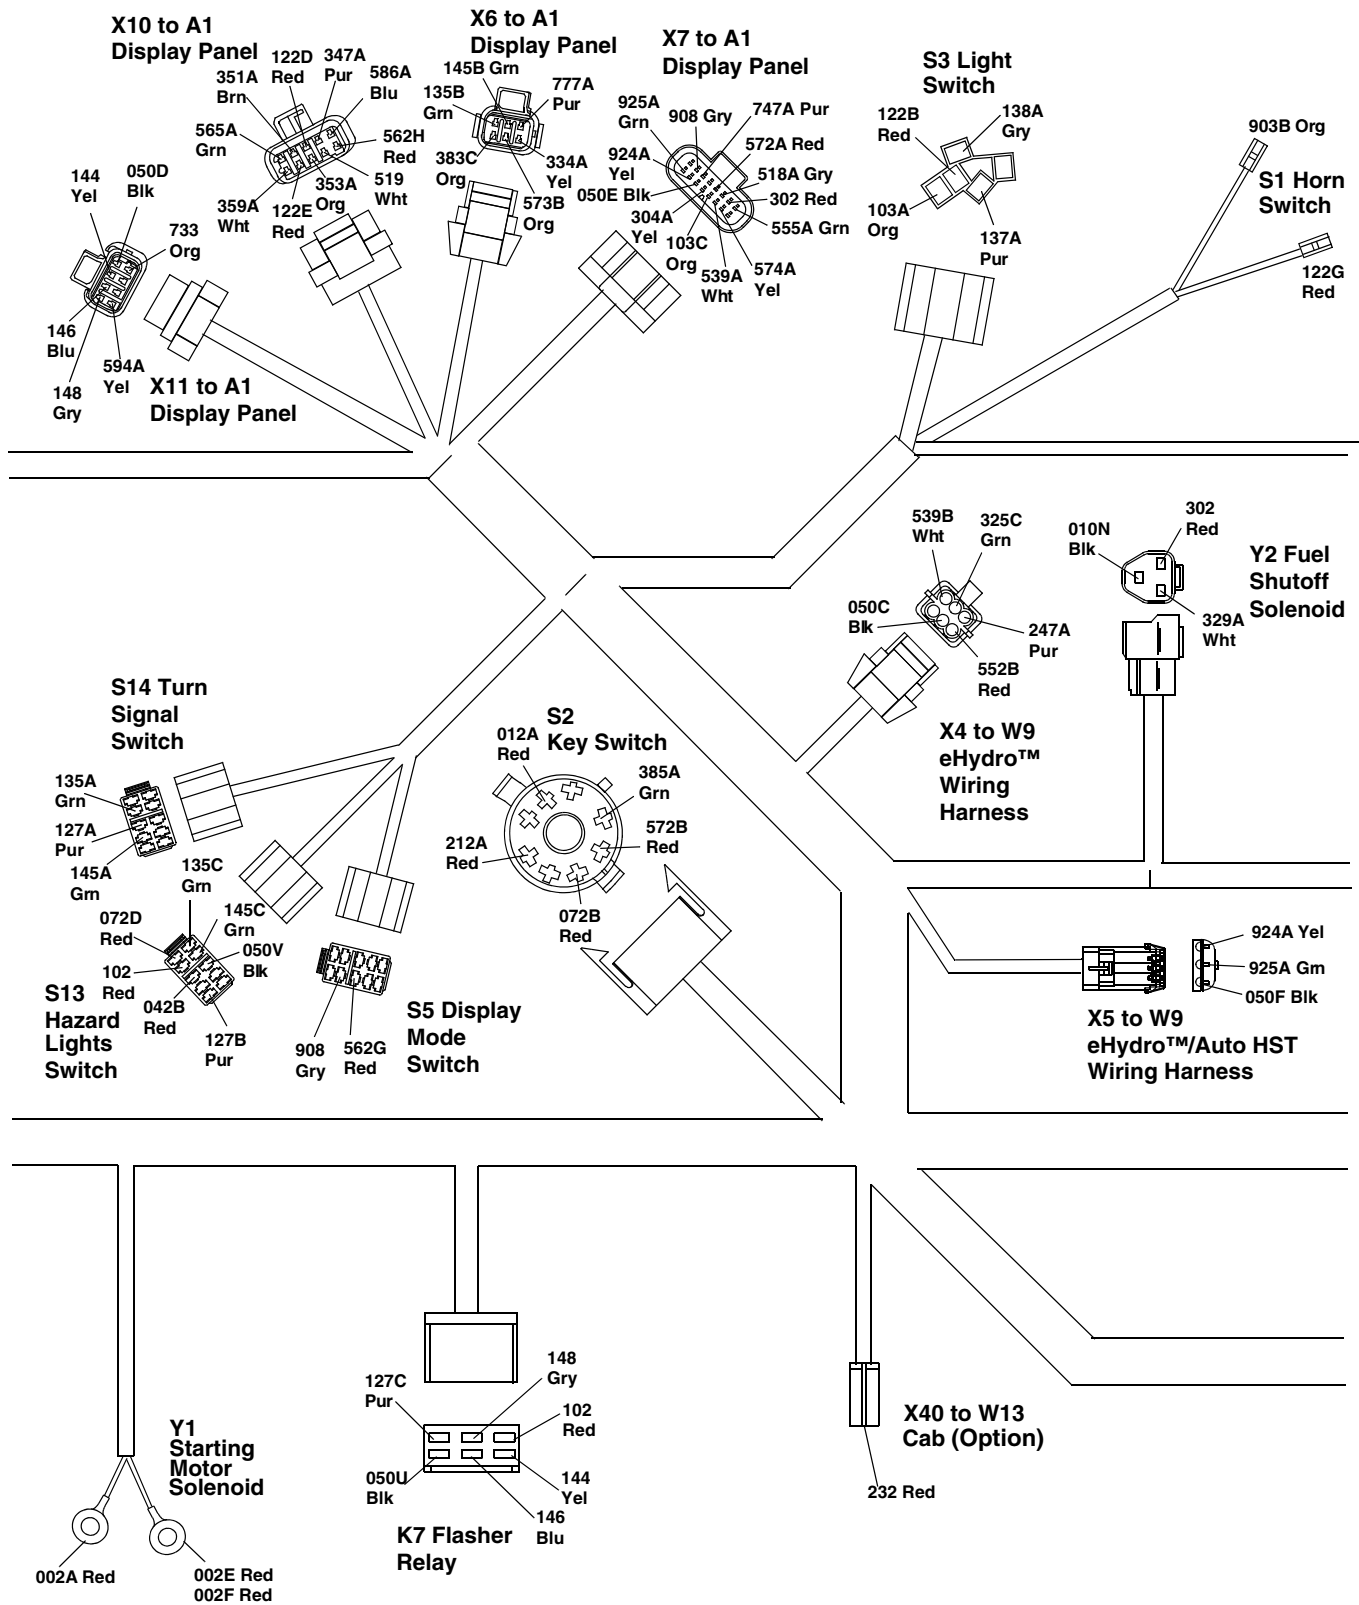 X10 to A1
Display Panel
351A
Brn
122D
Red
347A
Pur
586A
Blu
565A
Grn
562H
Red
519
Wht
353A
Org
122E
Red
359A
Wht
X6 to A1
Display Panel
145B Grn
135B
Grn
777A
Pur
383C
Org
334A
Yel
573B
Org
X7 to A1
Display Panel
925A
Grn
908 Gry
747A Pur
572A Red
924A
Yel
518A Gry
050E Blk
302 Red
304A
Yel
555A Grn
103C
Org
539A
Wht
574A
Yel
S3 Light
Switch
122B
Red
138A
Gry
103A
Org
137A
Pur
903B Org
S1 Horn
Switch
122G
Red
144
Yel
050D
Blk
733
Org
146
Blu
148
Gry
594A
Yel
X11 to A1
Display Panel
539B
Wht
325C
Grn
050C
Blk
247A
Pur
552B
Red
X4 to W9
eHydro™
Wiring
Harness
010N
Blk
302
Red
Y2 Fuel
Shutoff
Solenoid
329A
Wht
S14 Turn
Signal
Switch
135A
Grn
127A
Pur
145A
Grn
S2
Key Switch
012A
Red
385A
Grn
572B
Red
212A
Red
072B
Red
135C
Grn
145C
Grn
072D
Red
050V
Blk
102
Red
042B
Red
127B
Pur
S13
Hazard
Lights
Switch
908
Gry
562G
Red
S5 Display
Mode
Switch
924A Yel
925A Grn
050F Blk
X5 to W9
eHydro™/Auto HST
Wiring Harness
Y1
Starting
Motor
Solenoid
002A Red
002E Red
002F Red
127C
Pur
148
Gry
102
Red
050U
Blk
144
Yel
146
Blu
K7 Flasher
Relay
X40 to W13
Cab (Option)
232 Red